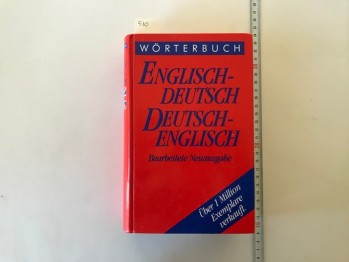 WÖRTERBUCH
ENGLISCH-
DEUTSCH
DEUTSCH-
ENGLISCH
Bearbeitete Neuausgabe
Über 1 Million
Exemplare
verkauft.